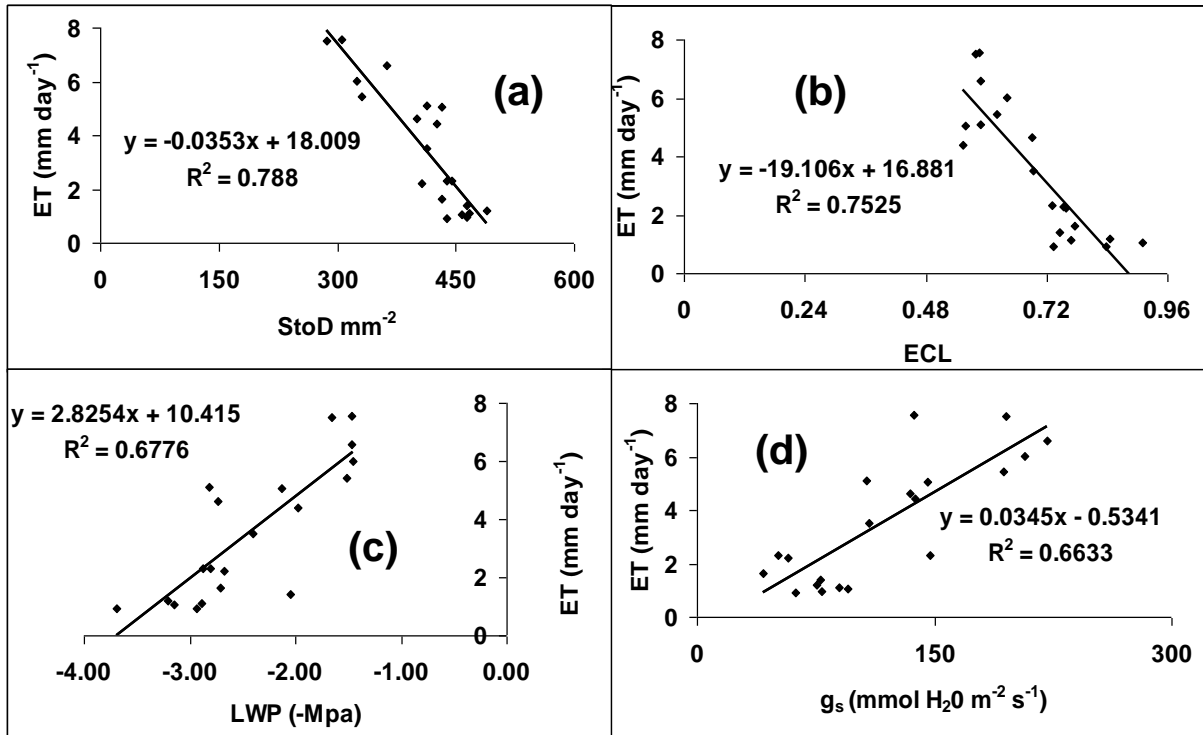 (a)
ET (mm day⁻¹)
8
6
4
2
0
y = -0.0353x + 18.009
R² = 0.788
0 150 300 450 600
StoD mm⁻²
(b)
ET (mm day⁻¹)
8
6
4
2
0
y = -19.106x + 16.881
R² = 0.7525
0 0.24 0.48 0.72 0.96
ECL
y = 2.8254x + 10.415
R² = 0.6776
(c)
ET (mm day⁻¹)
8
6
4
2
0
-4.00 -3.00 -2.00 -1.00 0.00
LWP (-Mpa)
(d)
ET (mm day⁻¹)
8
6
4
2
0
y = 0.0345x - 0.5341
R² = 0.6633
0 150 300
gₛ (mmol H₂0 m⁻² s⁻¹)